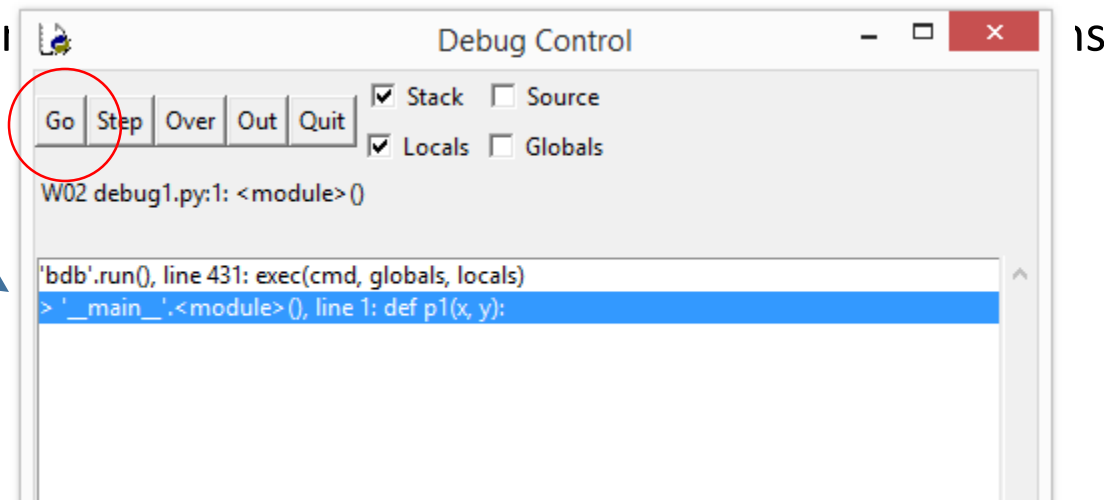 Debug Control
Go Step Over Out Quit Stack Source
Locals Globals
W02 debug1.py:1: <module>()
'bdb'.run(), line 431: exec(cmd, globals, locals)
> '__main__'.<module>(), line 1: def p1(x, y):